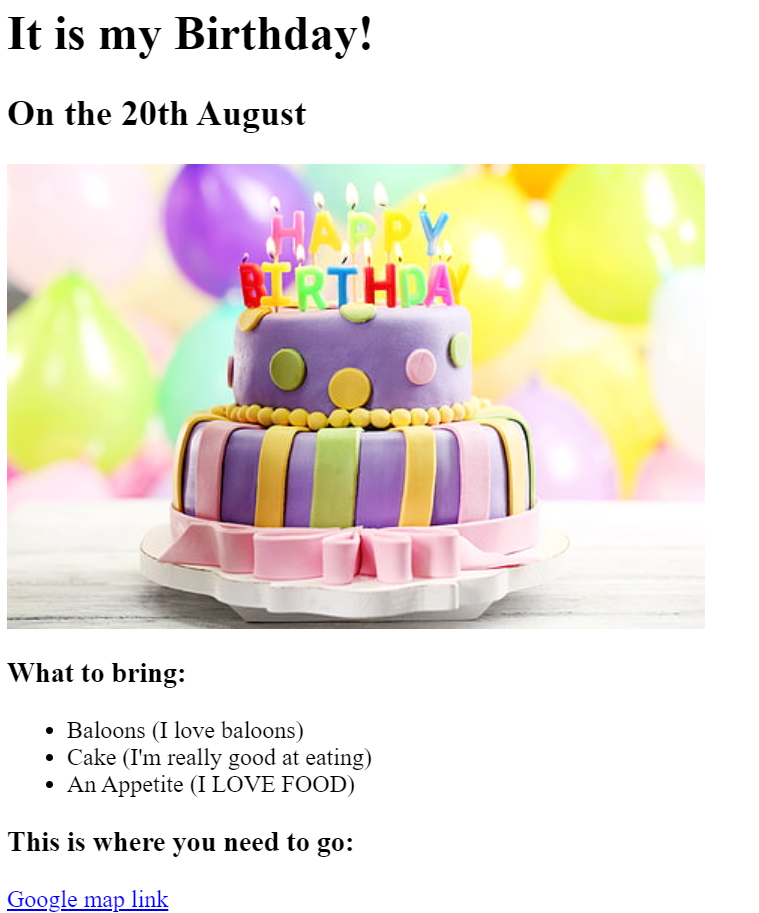 It is my Birthday!
On the 20th August
HAPPY
BIRTHDAY
What to bring:
Baloons (I love baloons)
Cake (I'm really good at eating)
An Appetite (I LOVE FOOD)
This is where you need to go:
Google map link